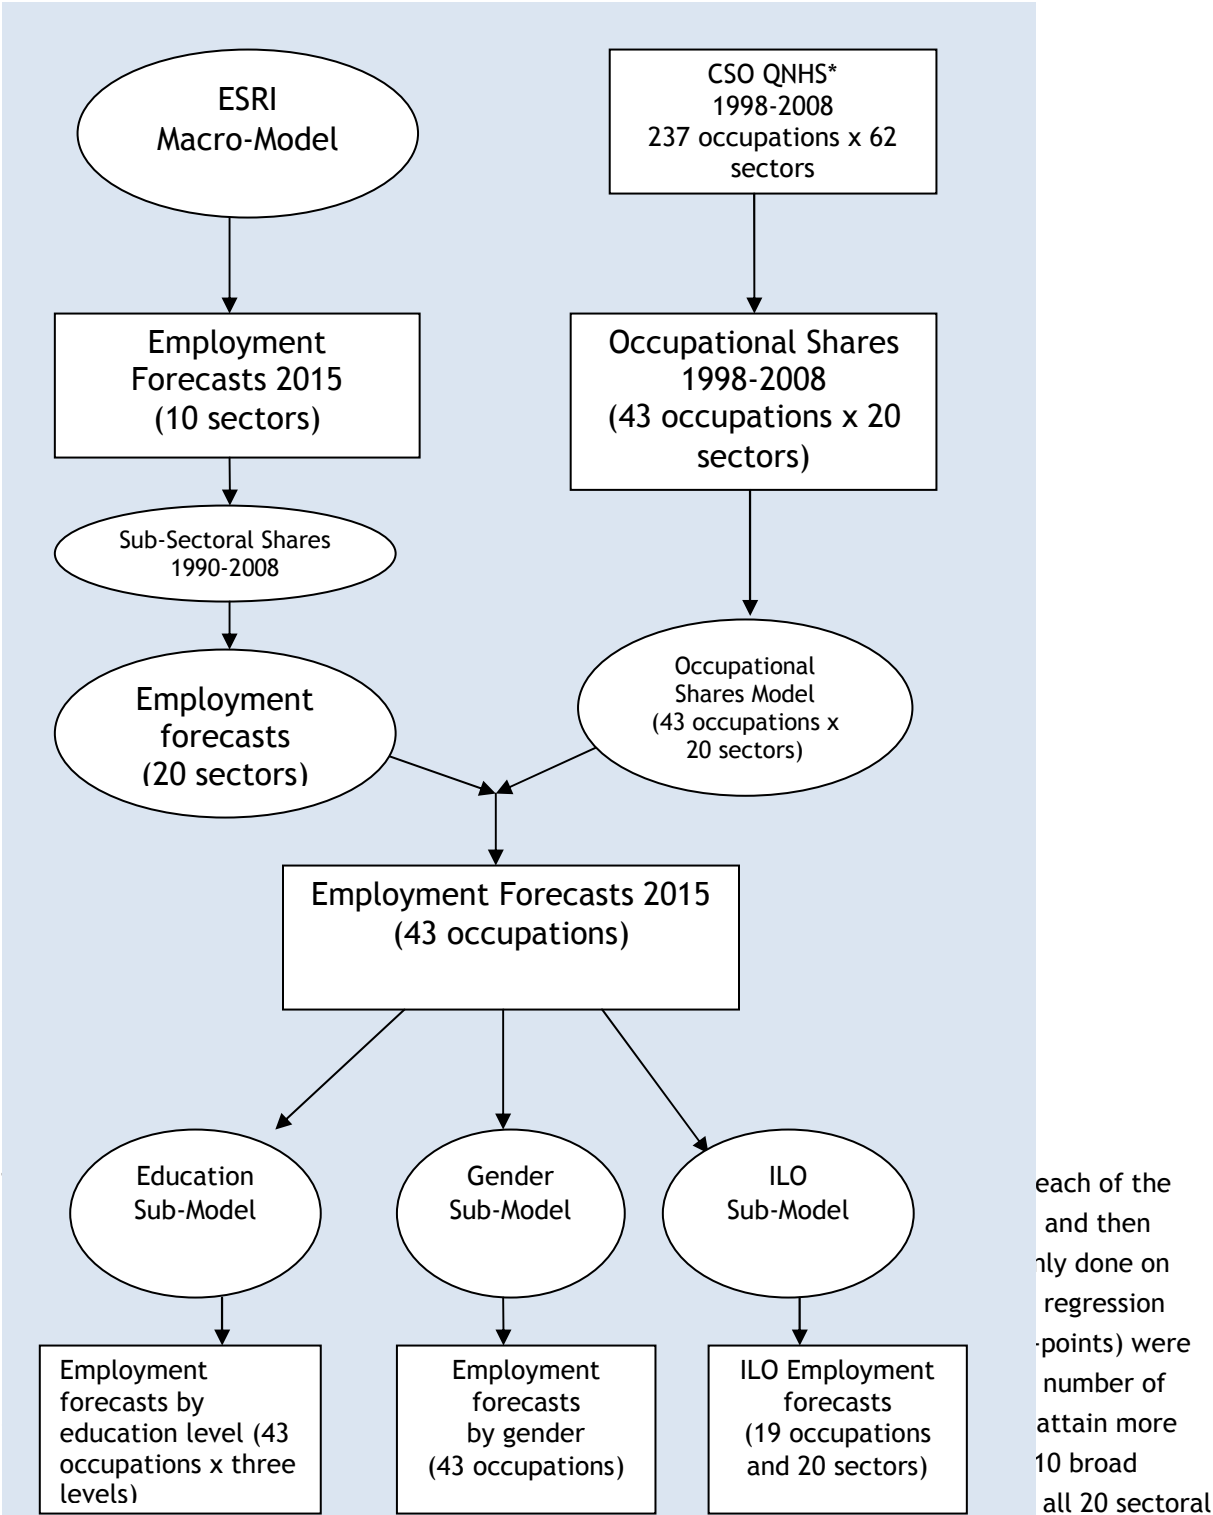 ESRI
Macro-Model
CSO QNHS*
1998-2008
237 occupations x 62
sectors
Employment
Forecasts 2015
(10 sectors)
Occupational Shares
1998-2008
(43 occupations x 20
sectors)
Sub-Sectoral Shares
1990-2008
Employment
forecasts
(20 sectors)
Occupational
Shares Model
(43 occupations x
20 sectors)
Employment Forecasts 2015
(43 occupations)
Education
Sub-Model
Gender
Sub-Model
ILO
Sub-Model
Employment
forecasts by
education level (43
occupations x three
levels)
Employment
forecasts
by gender
(43 occupations)
ILO Employment
forecasts
(19 occupations
and 20 sectors)
each of the
and then
done on
regression
-points) were
number of
attain more
10 broad
all 20 sectoral